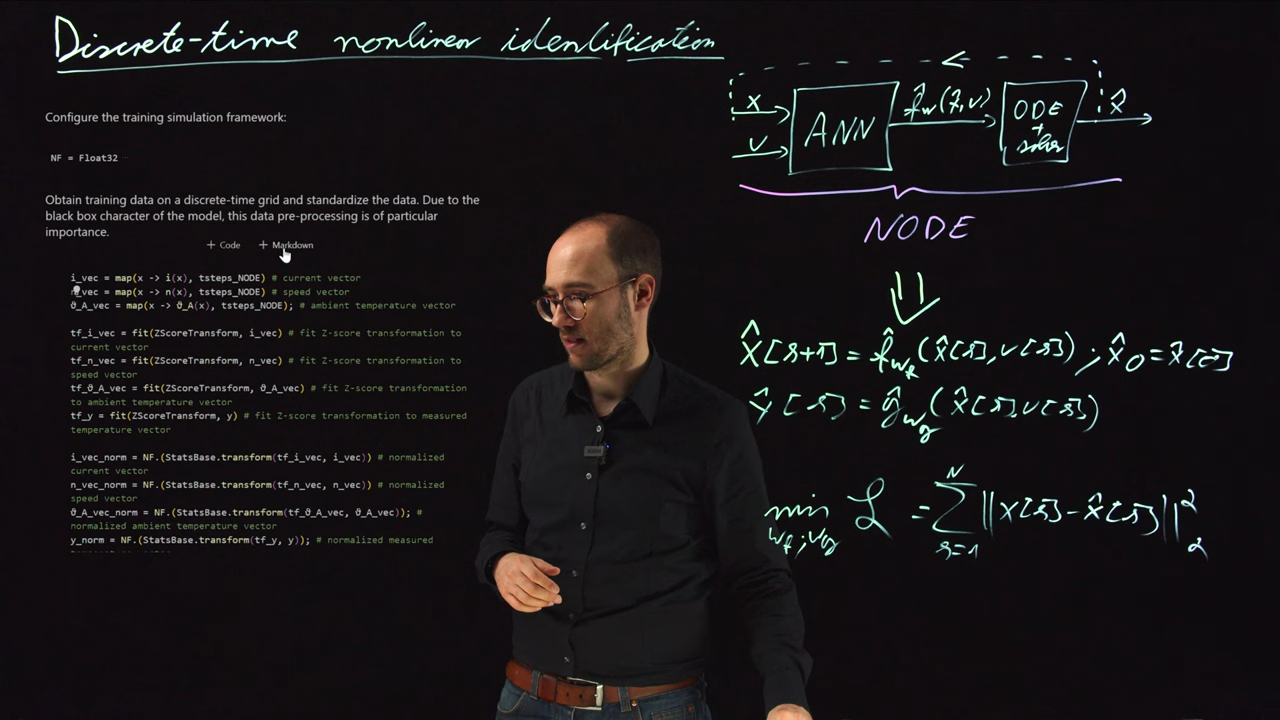 Discrete-time nonlinear identification
Configure the training simulation framework:
NF = Float32
Obtain training data on a discrete-time grid and standardize the data. Due to the
black box character of the model, this data pre-processing is of particular
importance.
+ Code + Markdown
i_vec = map(x -> i(x), tsteps_NODE) # current vector
n_vec = map(x -> n(x), tsteps_NODE) # speed vector
ϑ_A_vec = map(x -> ϑ_A(x), tsteps_NODE); # ambient temperature vector
tf_i_vec = fit(ZScoreTransform, i_vec) # fit Z-score transformation to
current vector
tf_n_vec = fit(ZScoreTransform, n_vec) # fit Z-score transformation to
speed vector
tf_ϑ_A_vec = fit(ZScoreTransform, ϑ_A_vec) # fit Z-score transformation
to ambient temperature vector
tf_y = fit(ZScoreTransform, y) # fit Z-score transformation to measured
temperature vector
i_vec_norm = NF.(StatsBase.transform(tf_i_vec, i_vec)) # normalized
current vector
n_vec_norm = NF.(StatsBase.transform(tf_n_vec, n_vec)) # normalized
speed vector
ϑ_A_vec_norm = NF.(StatsBase.transform(tf_ϑ_A_vec, ϑ_A_vec)); #
normalized ambient temperature vector
y_norm = NF.(StatsBase.transform(tf_y, y)); # normalized measured
x
v
ANN
f̂w(x̂,v)
ODE
+
solver
x̂
NODE
x̂[k+1] = f̂wf(x̂[k],v[k]) ; x̂0 = x̂[0]
ŷ[k] = ĝwg(x̂[k],v[k])
min wf,wg ℒ = ∑ k=1 N ||x[k]-x̂[k]||₂²